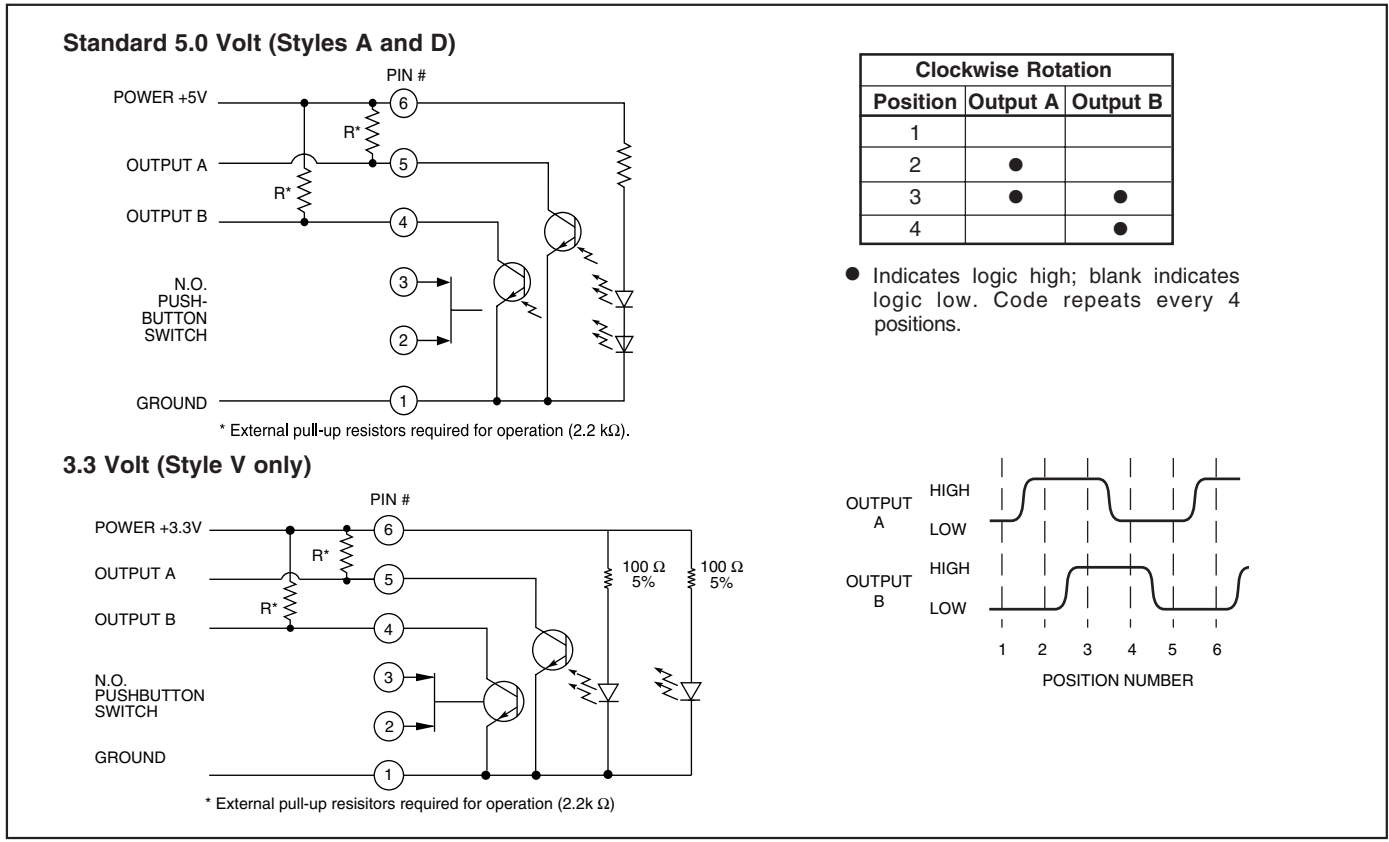 Standard 5.0 Volt (Styles A and D)
PIN #
POWER +5V
6
R*
OUTPUT A
5
R*
OUTPUT B
4
N.O.
PUSH-
BUTTON
SWITCH
3
2
GROUND
1
* External pull-up resistors required for operation (2.2 kΩ).
Clockwise Rotation
Position Output A Output B
1
2 ●
3 ● ●
4 ●
● Indicates logic high; blank indicates
logic low. Code repeats every 4
positions.
3.3 Volt (Style V only)
PIN #
POWER +3.3V
6
R*
OUTPUT A
5
100 Ω
5%
100 Ω
5%
R*
OUTPUT B
4
N.O.
PUSHBUTTON
SWITCH
3
2
GROUND
1
* External pull-up resisitors required for operation (2.2k Ω)
OUTPUT
A
HIGH
LOW
OUTPUT
B
HIGH
LOW
1 2 3 4 5 6
POSITION NUMBER